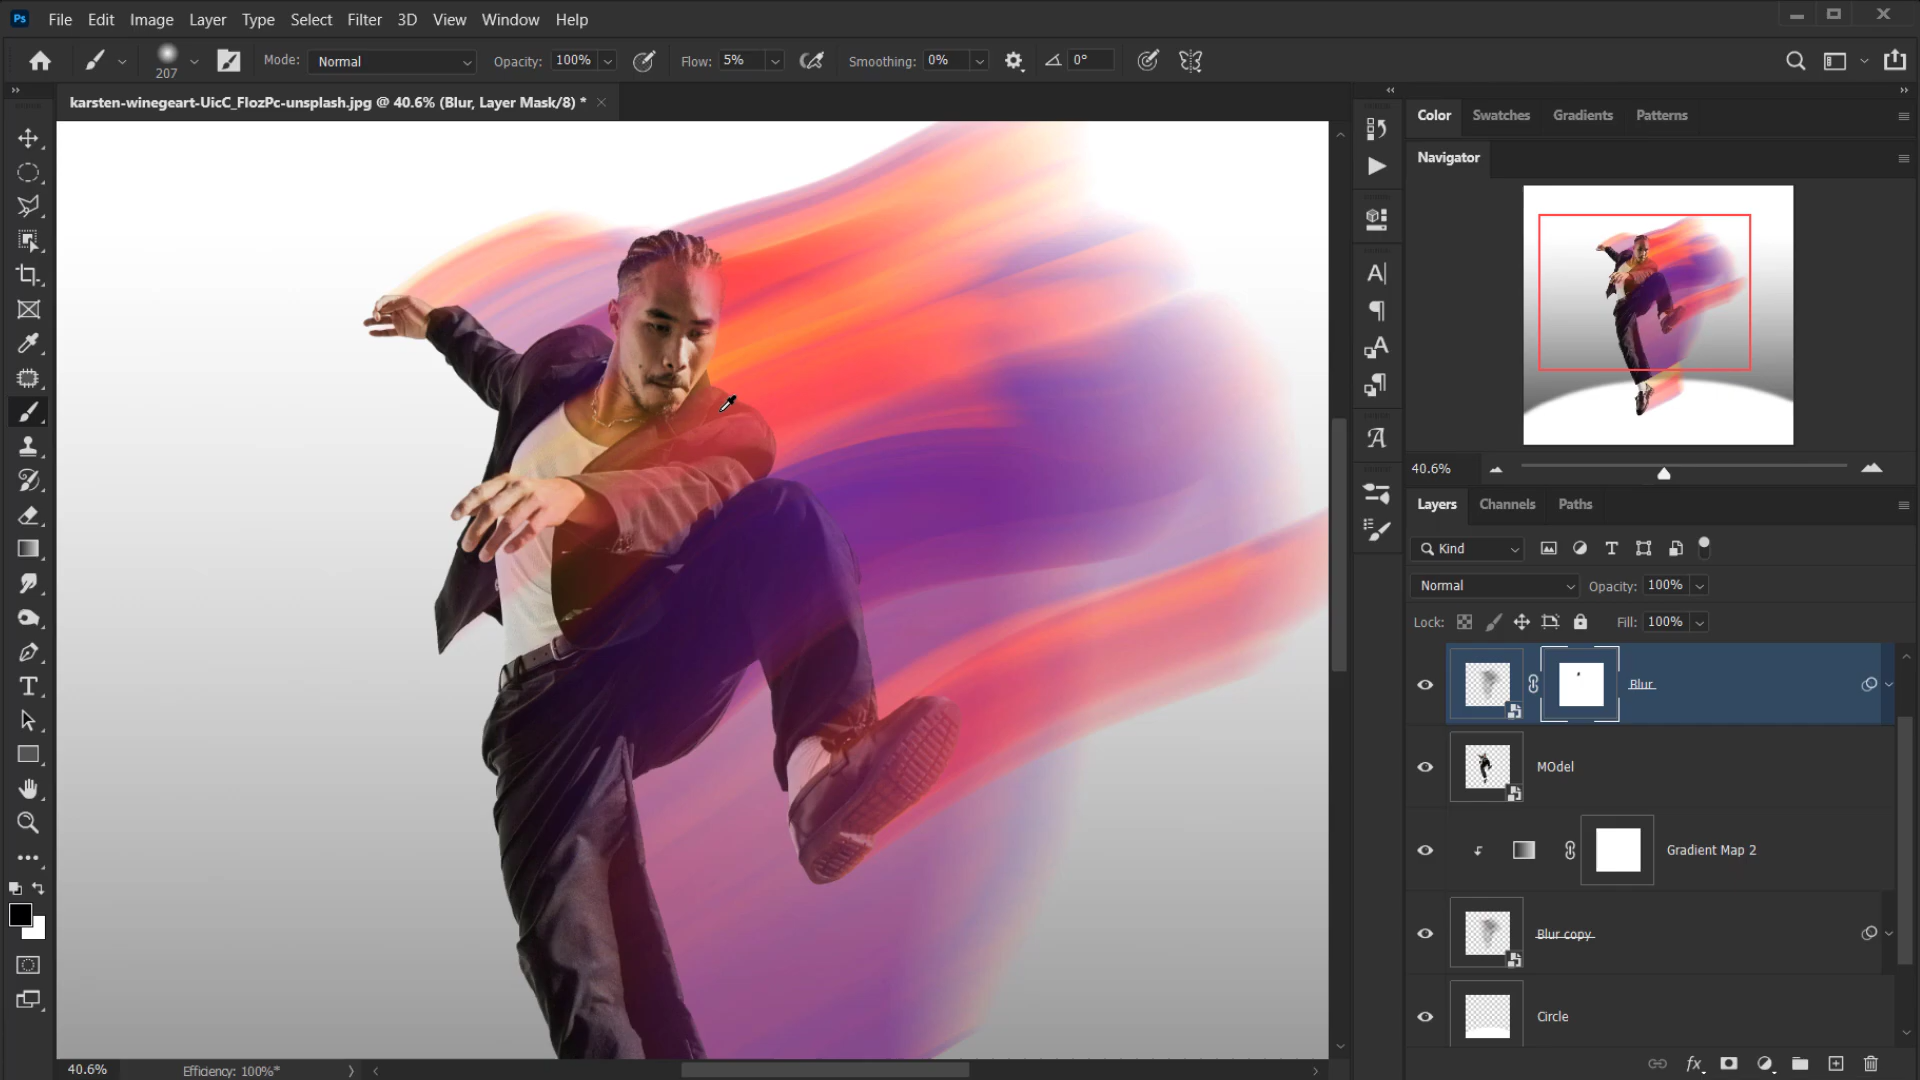 Ps File Edit Image Layer Type Select Filter 3D View Window Help
207 Mode: Normal Opacity: 100% Flow: 5% Smoothing: 0% 0°
karsten-winegeart-UicC_FlozPc-unsplash.jpg @ 40.6% (Blur, Layer Mask/8) *
Color Swatches Gradients Patterns
Navigator
40.6%
Layers Channels Paths
Kind
Normal Opacity: 100%
Lock: Fill: 100%
Blur
MOdel
Gradient Map 2
Blur copy
Circle
fx
40.6% Efficiency: 100%*